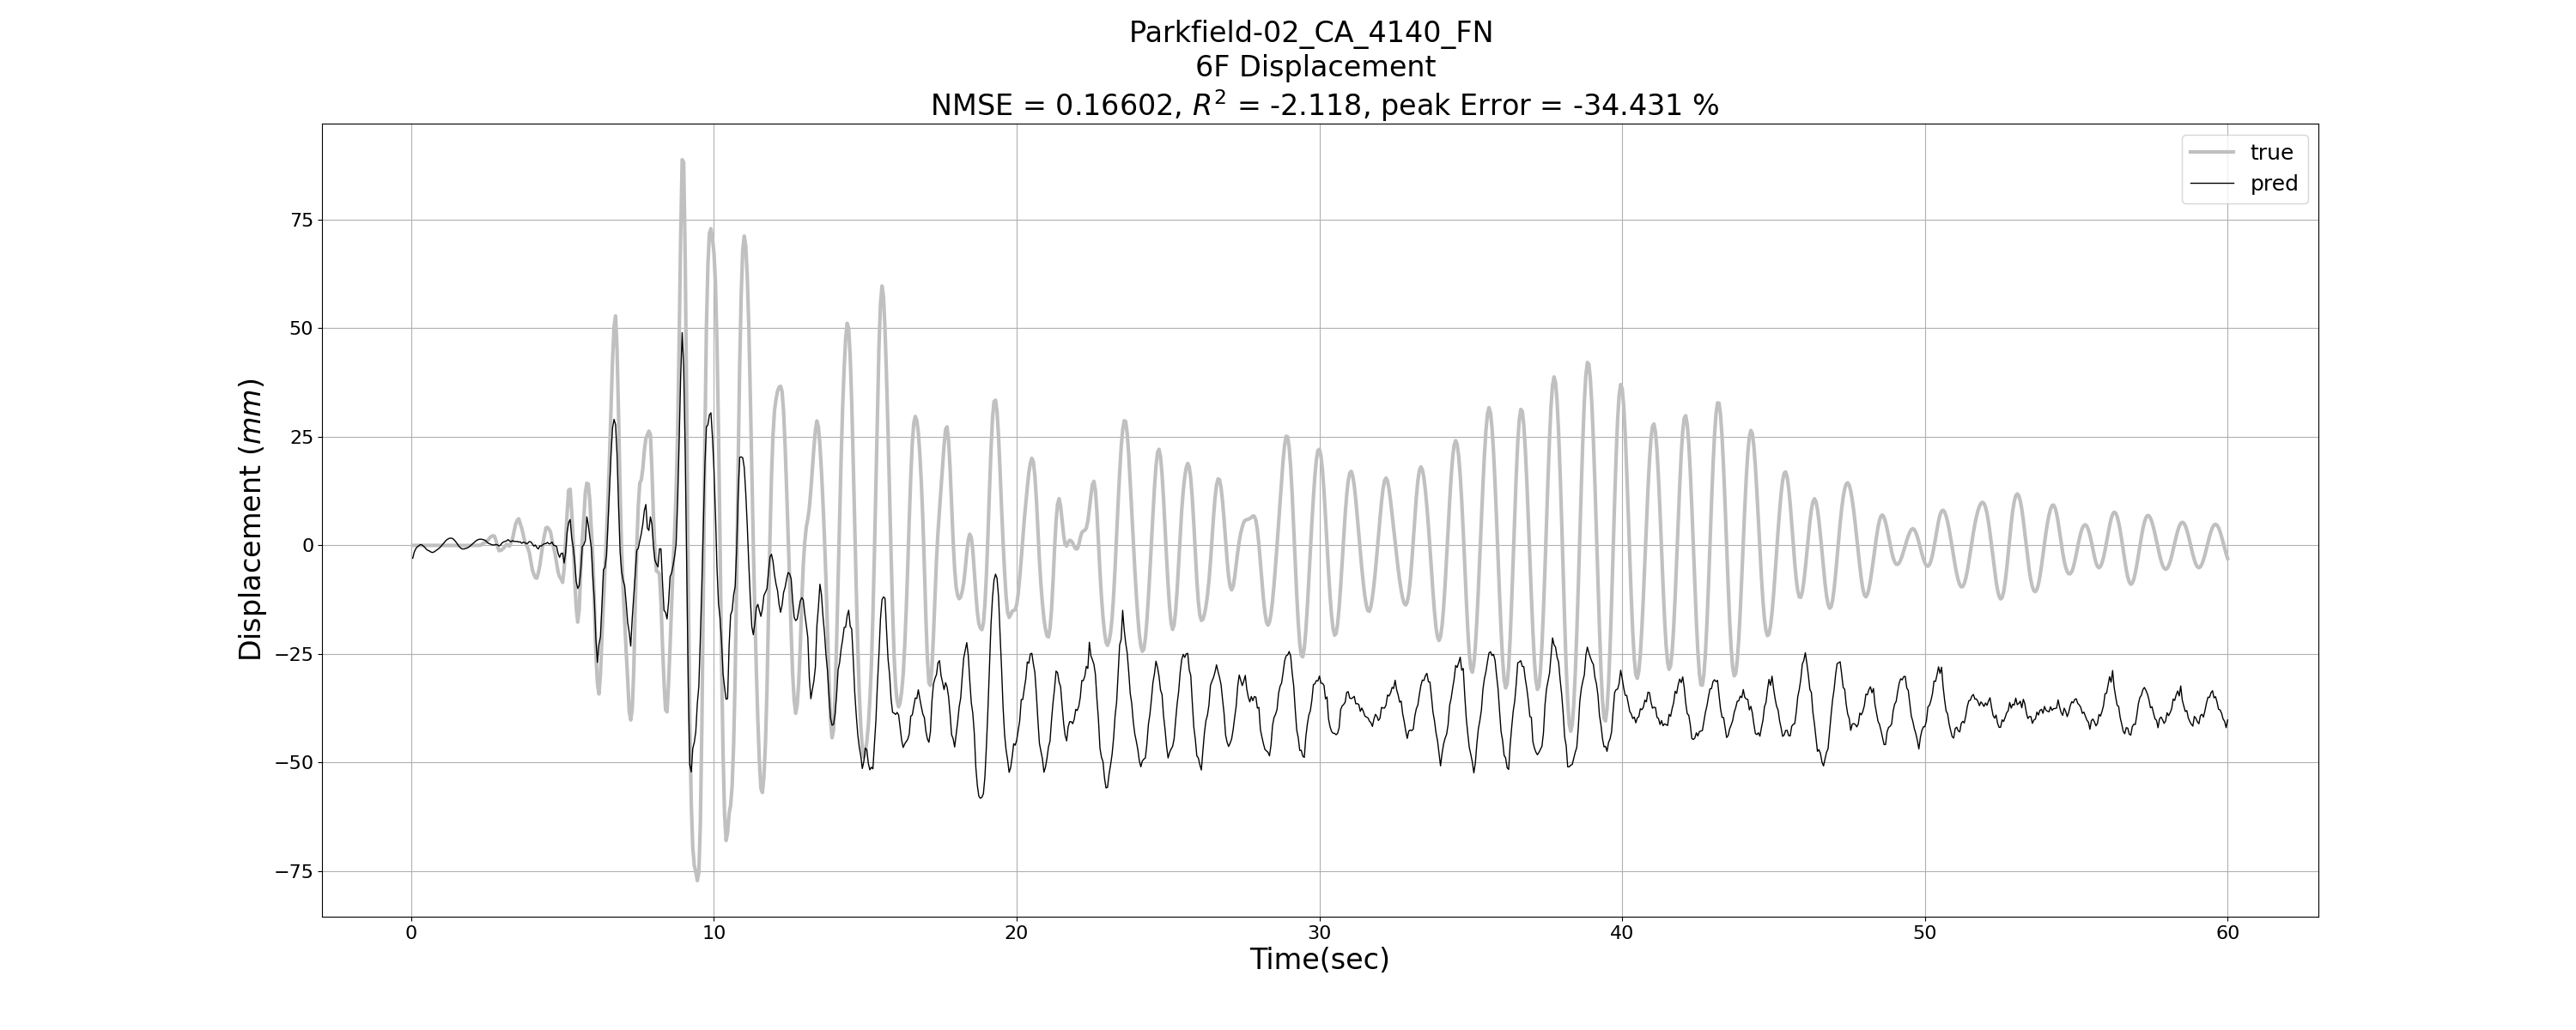 Parkfield-02_CA_4140_FN
6F Displacement
NMSE = 0.16602, R² = -2.118, peak Error = -34.431 %
true
pred
75
50
25
0
−25
−50
−75
Displacement (mm)
0 10 20 30 40 50 60
Time(sec)